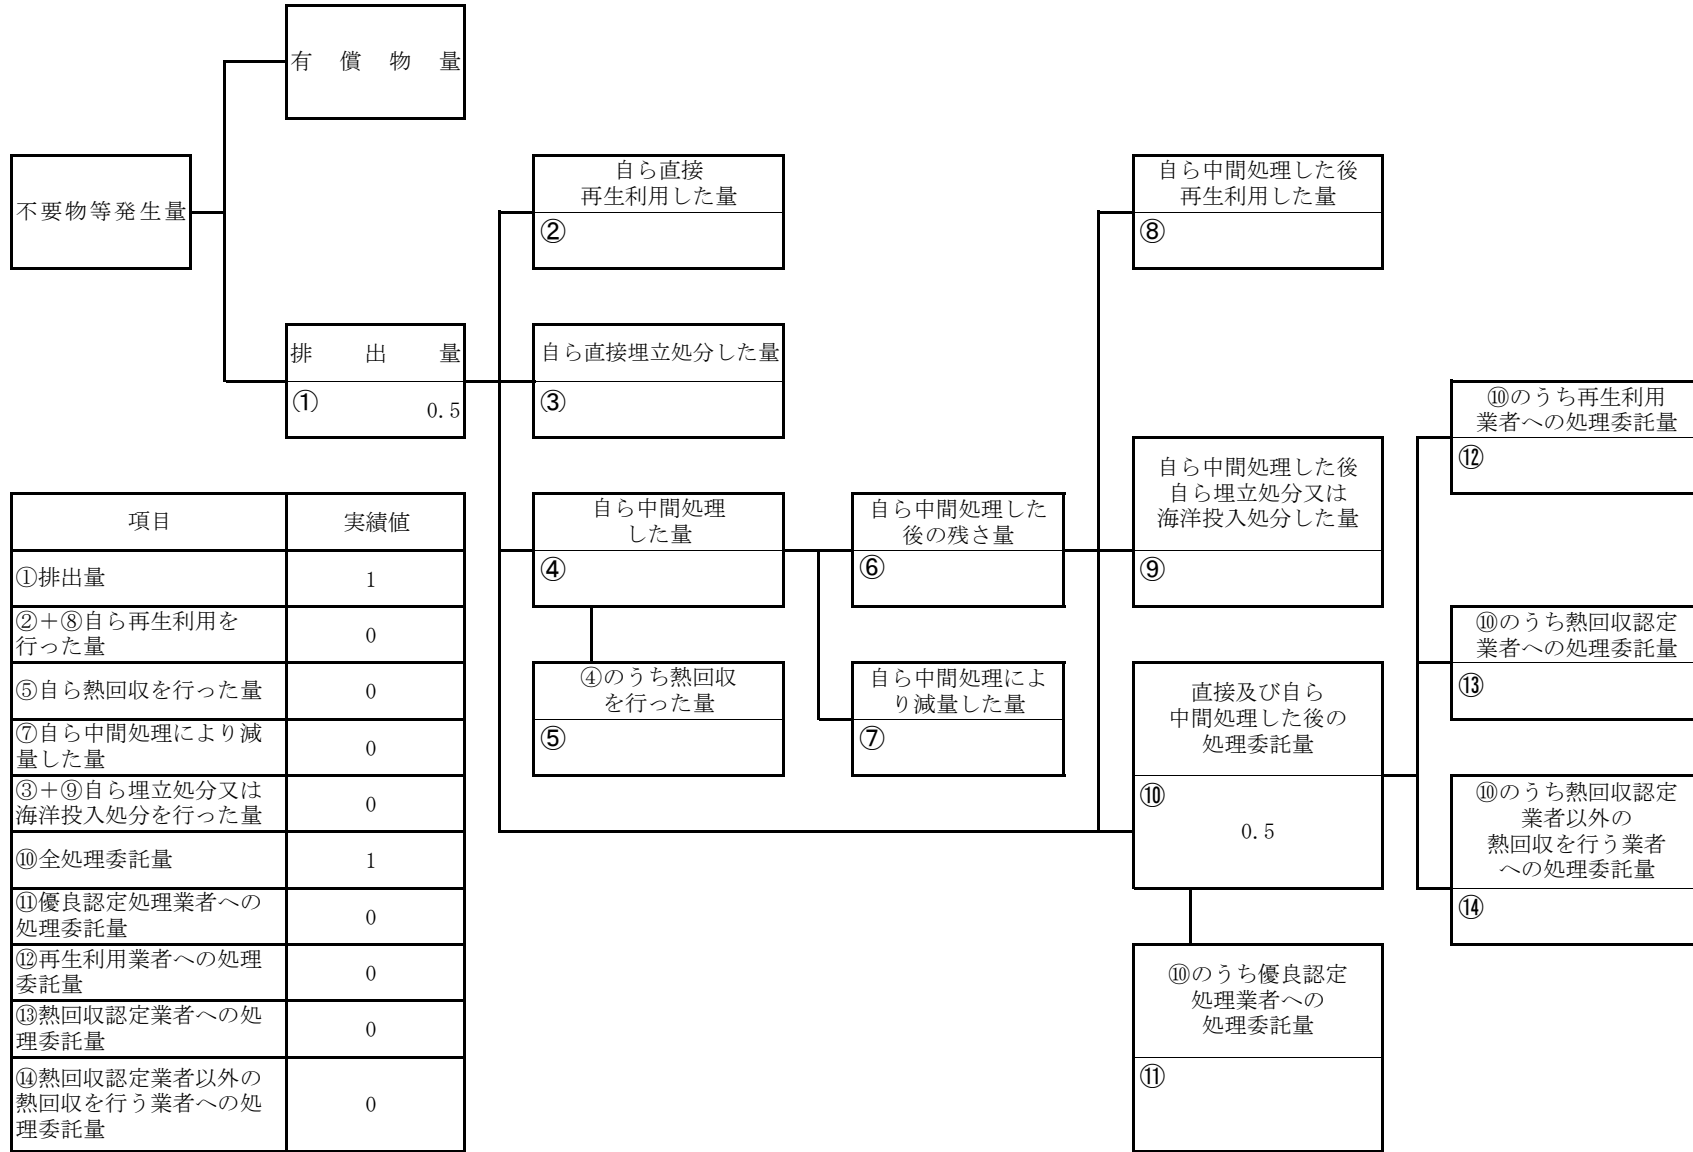 有償物量
不要物等発生量
自ら直接
再生利用した量
②
自ら中間処理した後
再生利用した量
⑧
排出量
①
0.5
自ら直接埋立処分した量
③
⑩のうち再生利用
業者への処理委託量
⑫
自ら中間処理
した量
④
自ら中間処理した
後の残さ量
⑥
自ら中間処理した後
自ら埋立処分又は
海洋投入処分した量
⑨
⑩のうち熱回収認定
業者への処理委託量
⑬
④のうち熱回収
を行った量
⑤
自ら中間処理によ
り減量した量
⑦
直接及び自ら
中間処理した後の
処理委託量
⑩
0.5
⑩のうち熱回収認定
業者以外の
熱回収を行う業者
への処理委託量
⑭
⑩のうち優良認定
処理業者への
処理委託量
⑪
項目 実績値
①排出量 1
②＋⑧自ら再生利用を
行った量 0
⑤自ら熱回収を行った量 0
⑦自ら中間処理により減
量した量 0
③＋⑨自ら埋立処分又は
海洋投入処分を行った量 0
⑩全処理委託量 1
⑪優良認定処理業者への
処理委託量 0
⑫再生利用業者への処理
委託量 0
⑬熱回収認定業者への処
理委託量 0
⑭熱回収認定業者以外の
熱回収を行う業者への処
理委託量 0